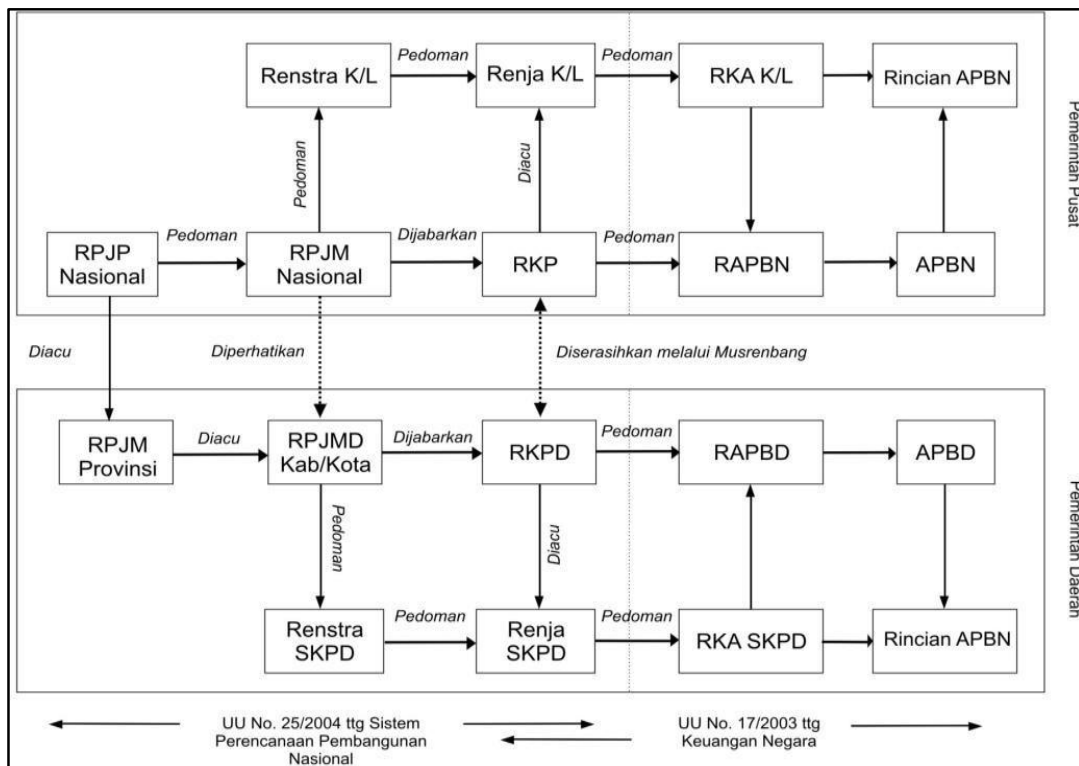 Pedoman
Pedoman
Renstra K/L
Renja K/L
RKA K/L
Rincian APBN
Pedoman
Diacu
Pemerintah Pusat
RPJP
Nasional
Pedoman
RPJM
Nasional
Dijabarkan
RKP
Pedoman
RAPBN
APBN
Diacu
Diperhatikan
Diserasihkan melalui Musrenbang
RPJM
Provinsi
Diacu
RPJMD
Kab/Kota
Dijabarkan
RKPD
Pedoman
RAPBD
APBD
Pedoman
Diacu
Pemerintan Daeran
Renstra
SKPD
Pedoman
Renja
SKPD
Pedoman
RKA SKPD
Rincian APBN
UU No. 25/2004 ttg Sistem
Perencanaan Pembangunan
Nasional
UU No. 17/2003 ttg
Keuangan Negara